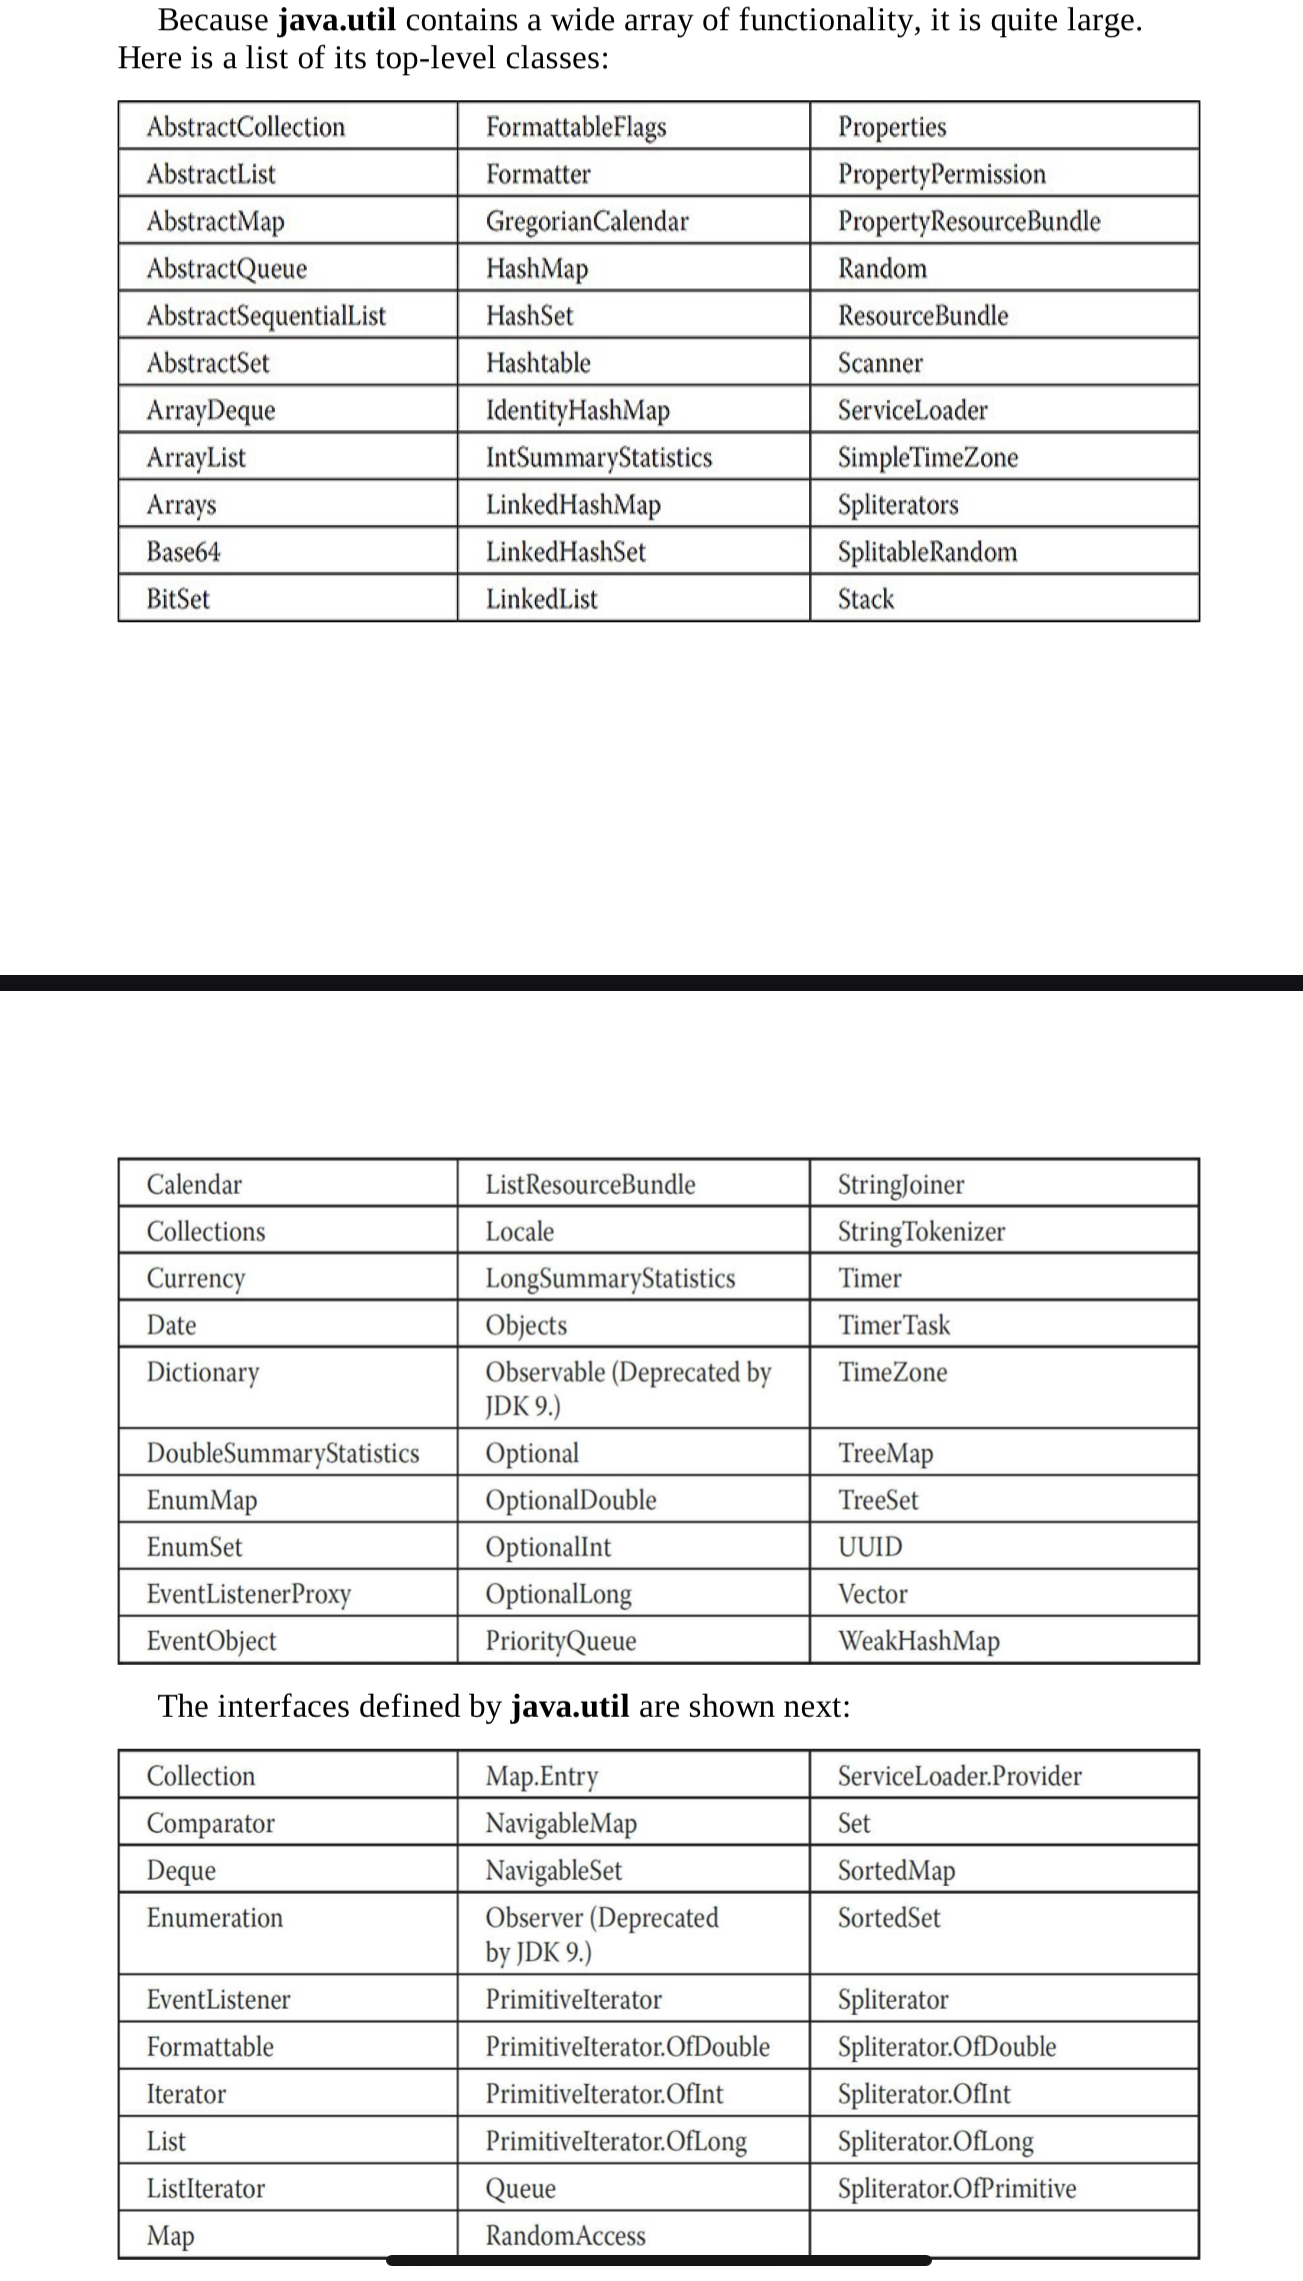 Because java.util contains a wide array of functionality, it is quite large.
Here is a list of its top-level classes:
AbstractCollection FormattableFlags Properties
AbstractList Formatter PropertyPermission
AbstractMap GregorianCalendar PropertyResourceBundle
AbstractQueue HashMap Random
AbstractSequentialList HashSet ResourceBundle
AbstractSet Hashtable Scanner
ArrayDeque IdentityHashMap ServiceLoader
ArrayList IntSummaryStatistics SimpleTimeZone
Arrays LinkedHashMap Spliterators
Base64 LinkedHashSet SplitableRandom
BitSet LinkedList Stack
Calendar ListResourceBundle StringJoiner
Collections Locale StringTokenizer
Currency LongSummaryStatistics Timer
Date Objects TimerTask
Dictionary Observable (Deprecated by TimeZone
JDK 9.)
DoubleSummaryStatistics Optional TreeMap
EnumMap OptionalDouble TreeSet
EnumSet OptionalInt UUID
EventListenerProxy OptionalLong Vector
EventObject PriorityQueue WeakHashMap
The interfaces defined by java.util are shown next:
Collection Map.Entry ServiceLoader.Provider
Comparator NavigableMap Set
Deque NavigableSet SortedMap
Enumeration Observer (Deprecated SortedSet
by JDK 9.)
EventListener PrimitiveIterator Spliterator
Formattable PrimitiveIterator.OfDouble Spliterator.OfDouble
Iterator PrimitiveIterator.OfInt Spliterator.OfInt
List PrimitiveIterator.OfLong Spliterator.OfLong
ListIterator Queue Spliterator.OfPrimitive
Map RandomAccess